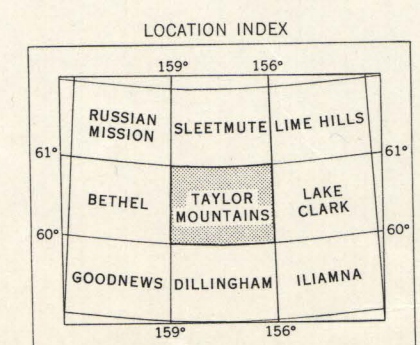 LOCATION INDEX
159° 156°
RUSSIAN
MISSION
SLEETMUTE
LIME HILLS
61° 61°
BETHEL
TAYLOR
MOUNTAINS
LAKE
CLARK
60° 60°
GOODNEWS
DILLINGHAM
ILIAMNA
159° 156°